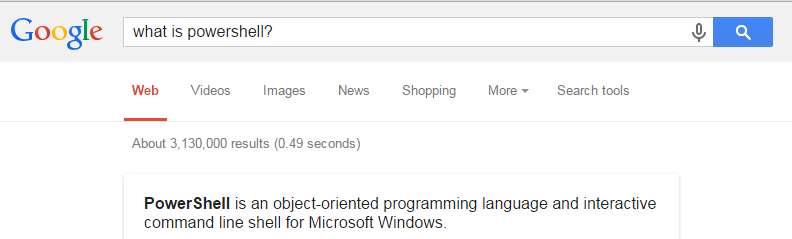 Google what is powershell?
Web Videos Images News Shopping More Search tools
About 3,130,000 results (0.49 seconds)
PowerShell is an object-oriented programming language and interactive
command line shell for Microsoft Windows.